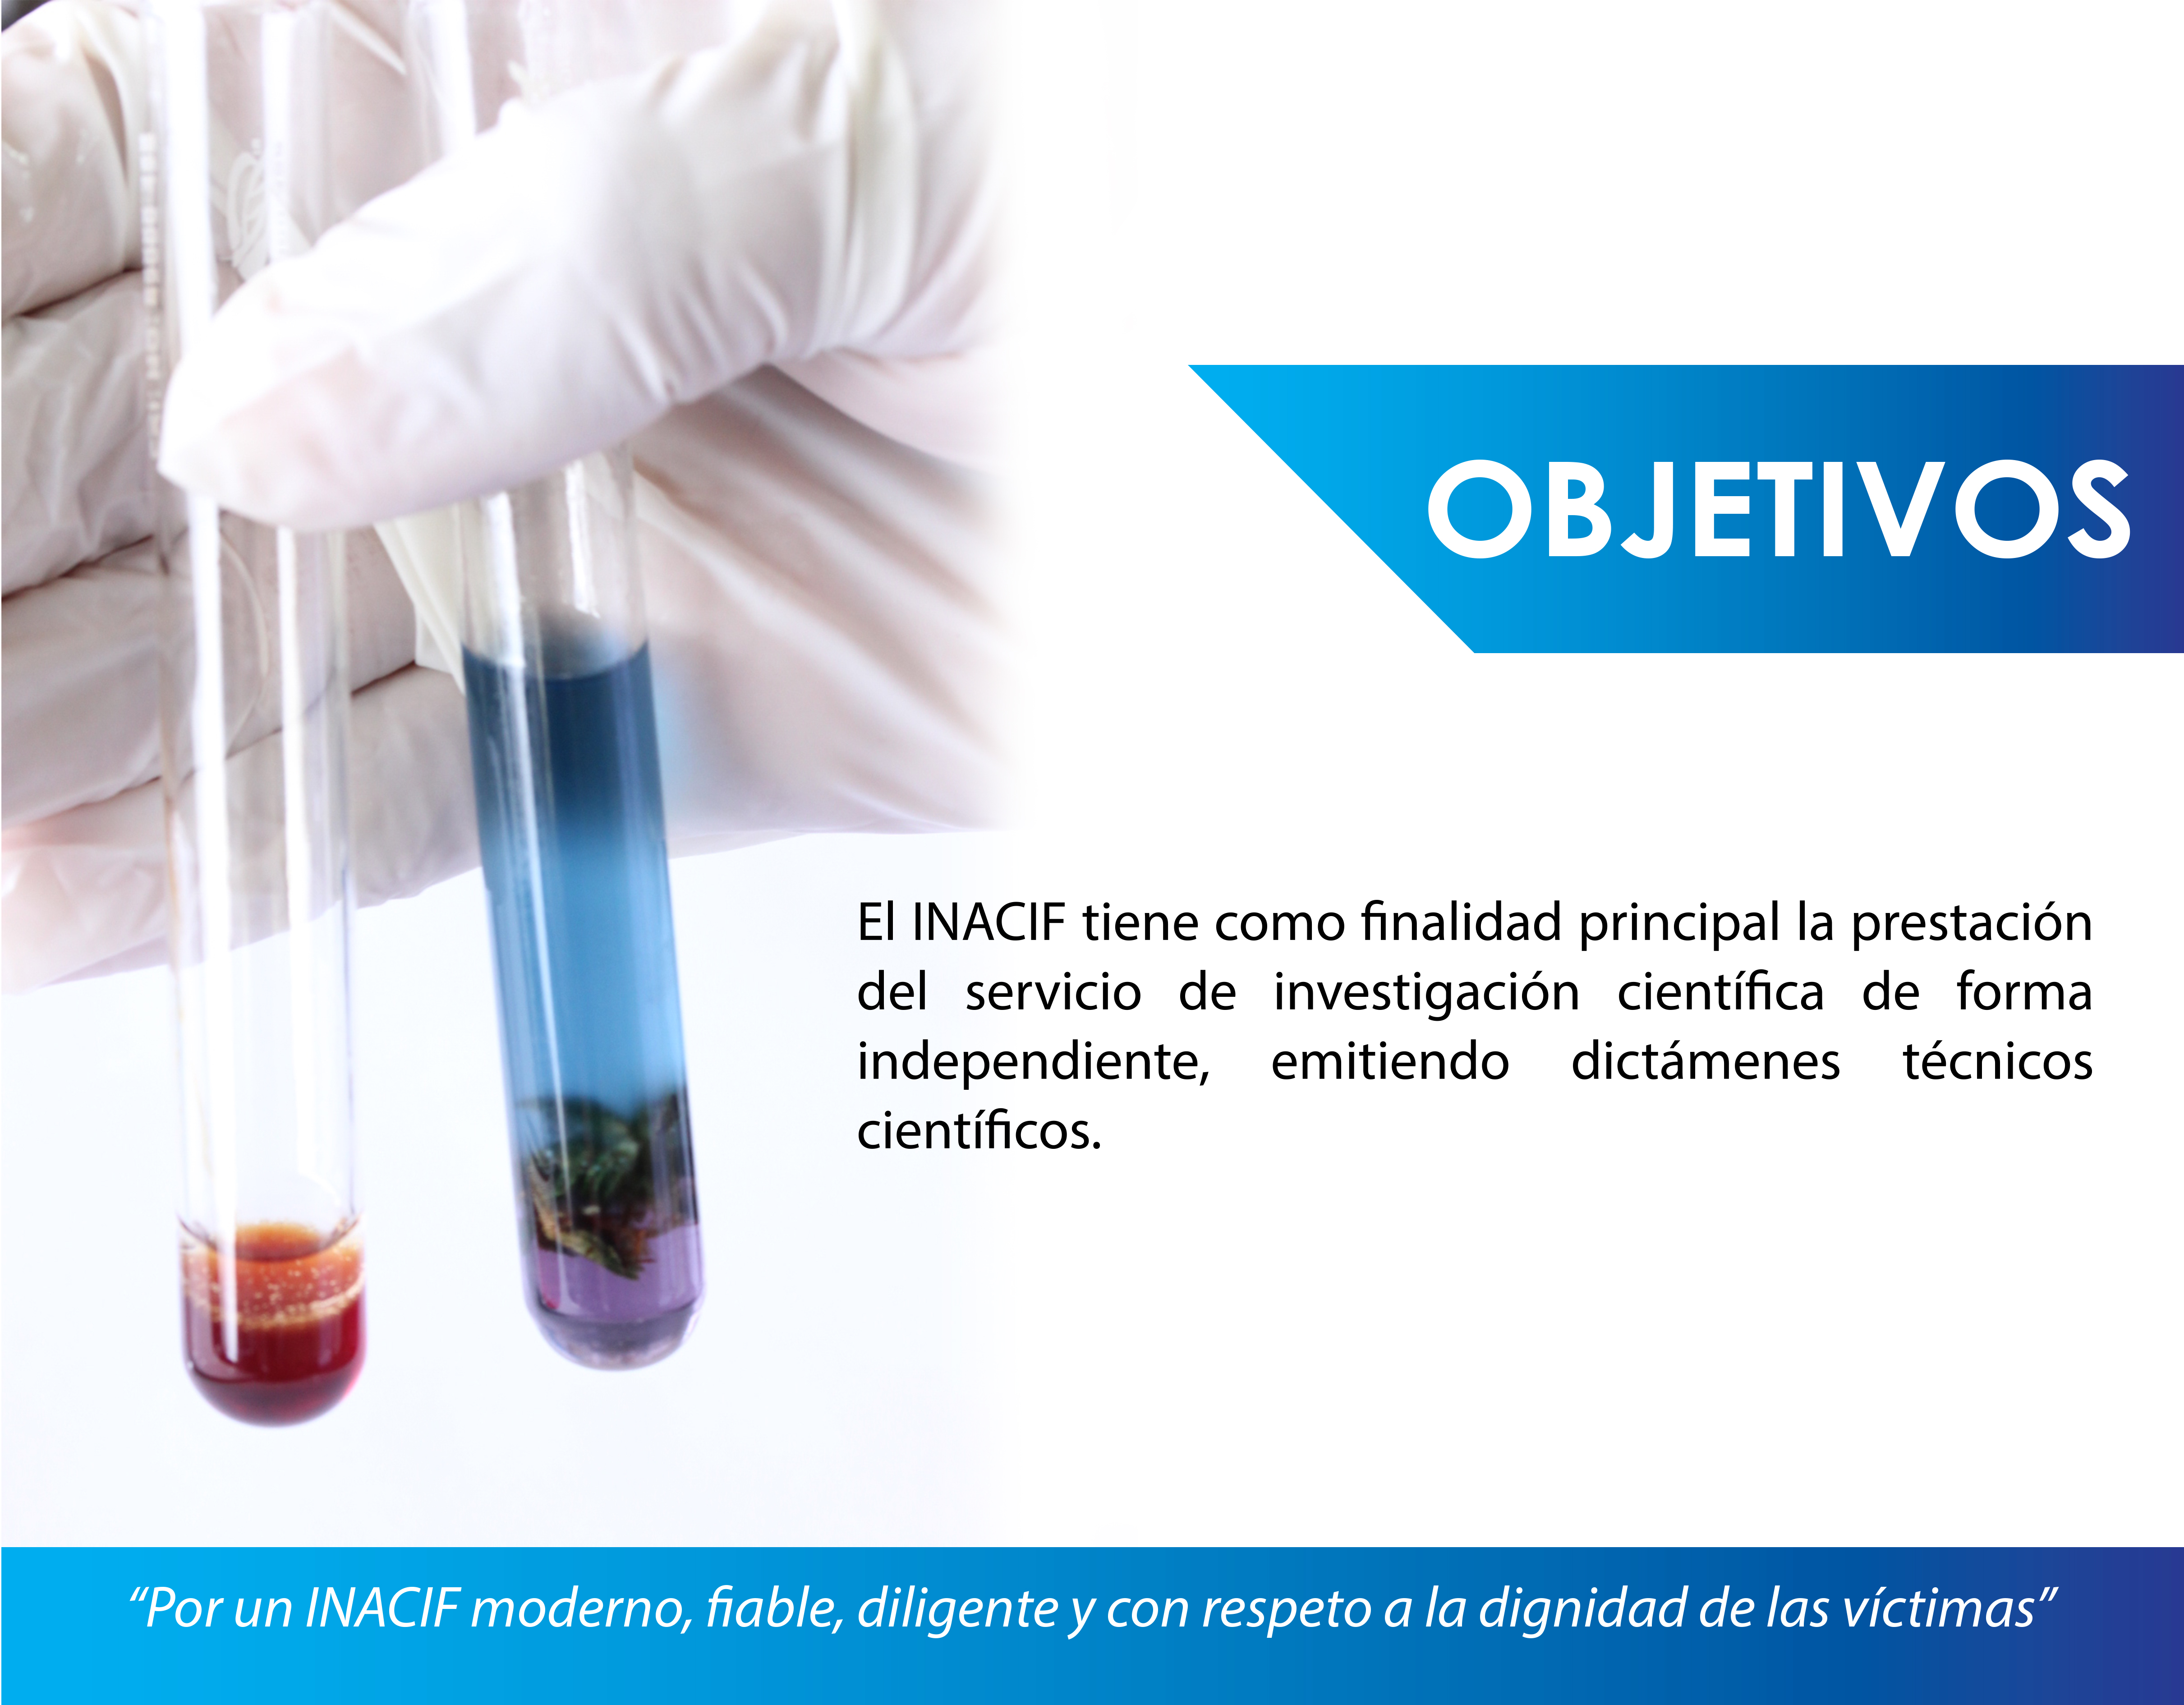 OBJETIVOS
El INACIF tiene como finalidad principal la prestación
del servicio de investigación científica de forma
independiente, emitiendo dictámenes técnicos
científicos.
“Por un INACIF moderno, fiable, diligente y con respeto a la dignidad de las víctimas”